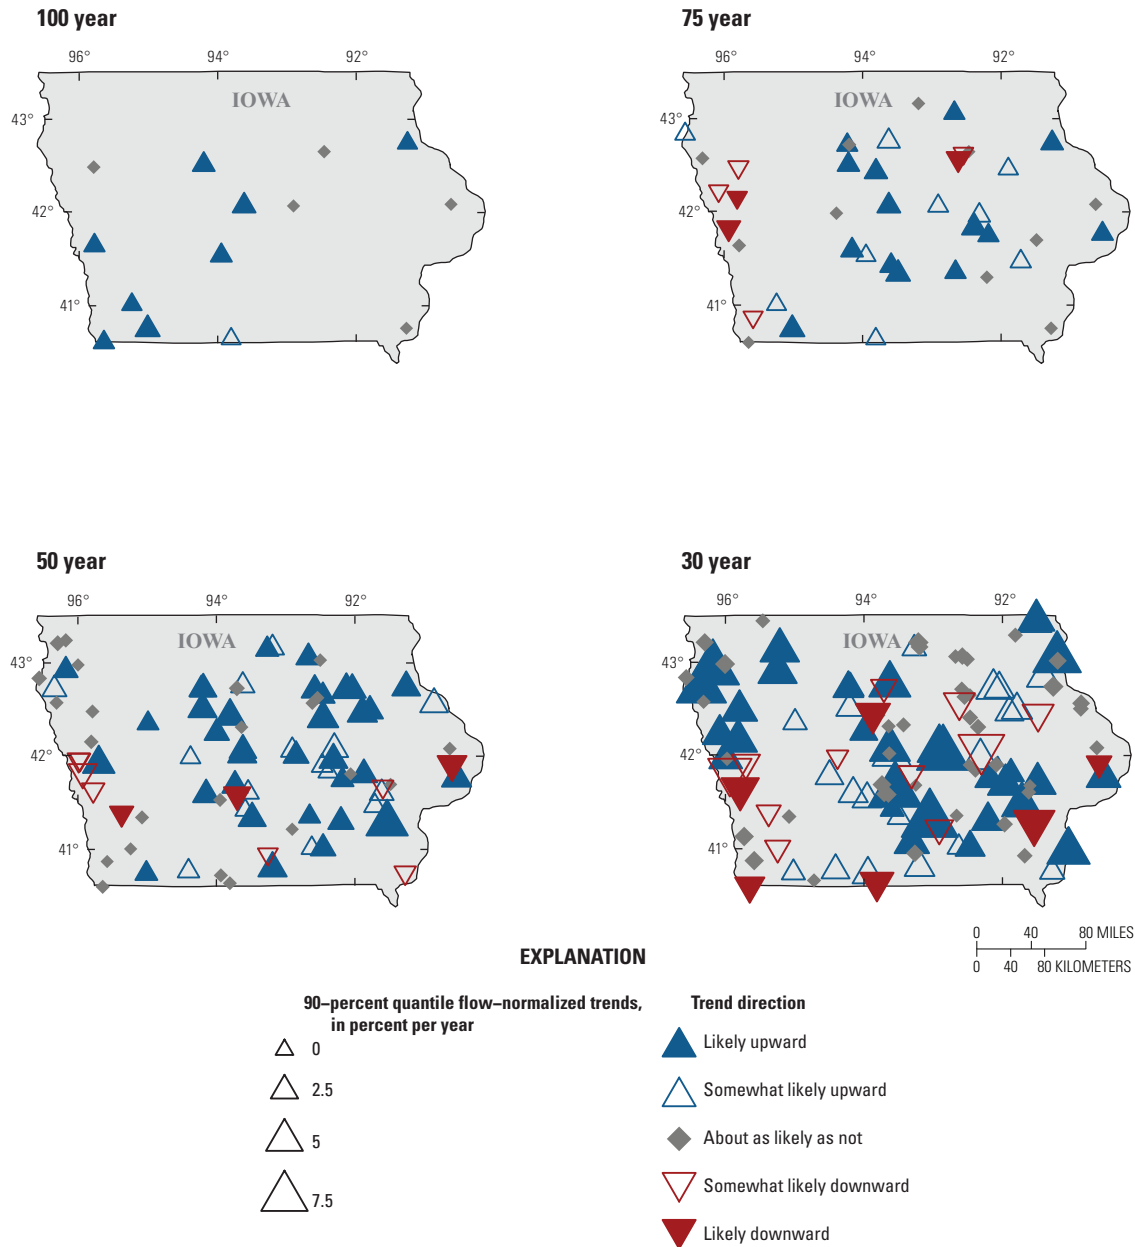 100 year
96° 94° 92°
IOWA
43°
42°
41°
75 year
96° 94° 92°
IOWA
43°
42°
41°
50 year
96° 94° 92°
IOWA
43°
42°
41°
30 year
96° 94° 92°
IOWA
43°
42°
41°
0 40 80 MILES
0 40 80 KILOMETERS
EXPLANATION
90–percent quantile flow–normalized trends,
in percent per year
0
2.5
5
7.5
Trend direction
Likely upward
Somewhat likely upward
About as likely as not
Somewhat likely downward
Likely downward